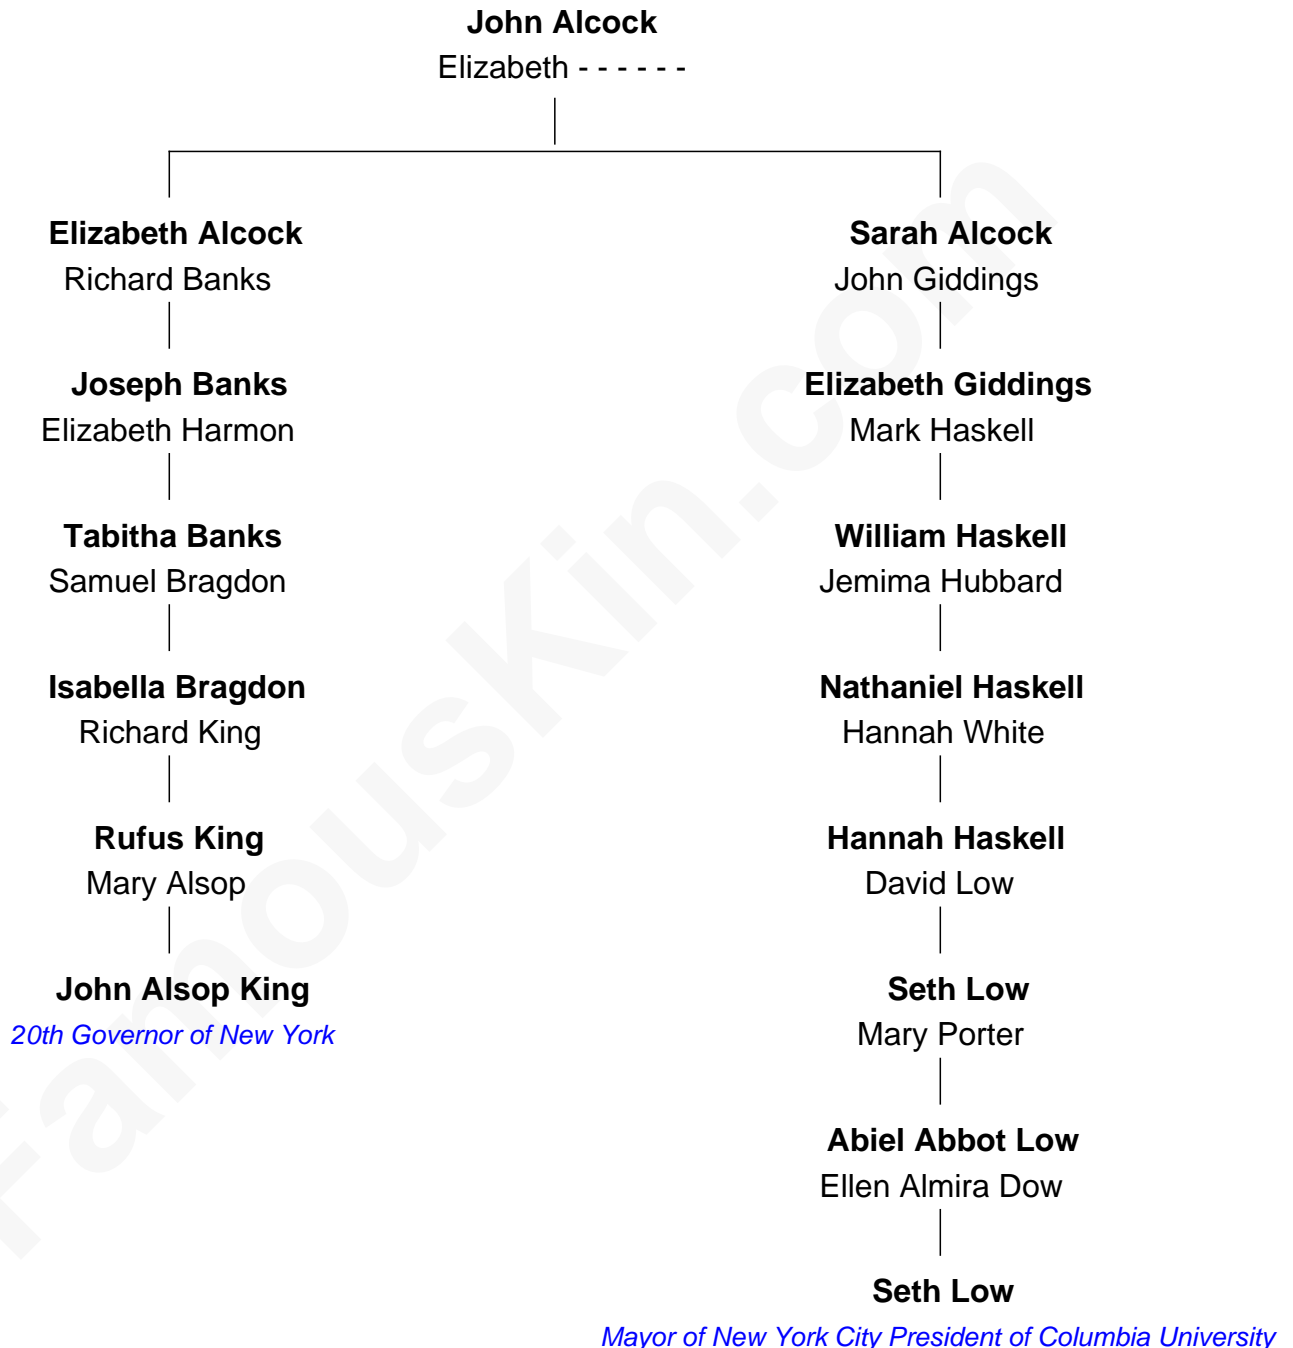 John Alcock
Elizabeth - - - - - -
Elizabeth Alcock
Richard Banks
Sarah Alcock
John Giddings
Joseph Banks
Elizabeth Harmon
Elizabeth Giddings
Mark Haskell
Tabitha Banks
Samuel Bragdon
William Haskell
Jemima Hubbard
Isabella Bragdon
Richard King
Nathaniel Haskell
Hannah White
Rufus King
Mary Alsop
Hannah Haskell
David Low
John Alsop King
20th Governor of New York
Seth Low
Mary Porter
Abiel Abbot Low
Ellen Almira Dow
Seth Low
Mayor of New York City President of Columbia University
FamousKin.com